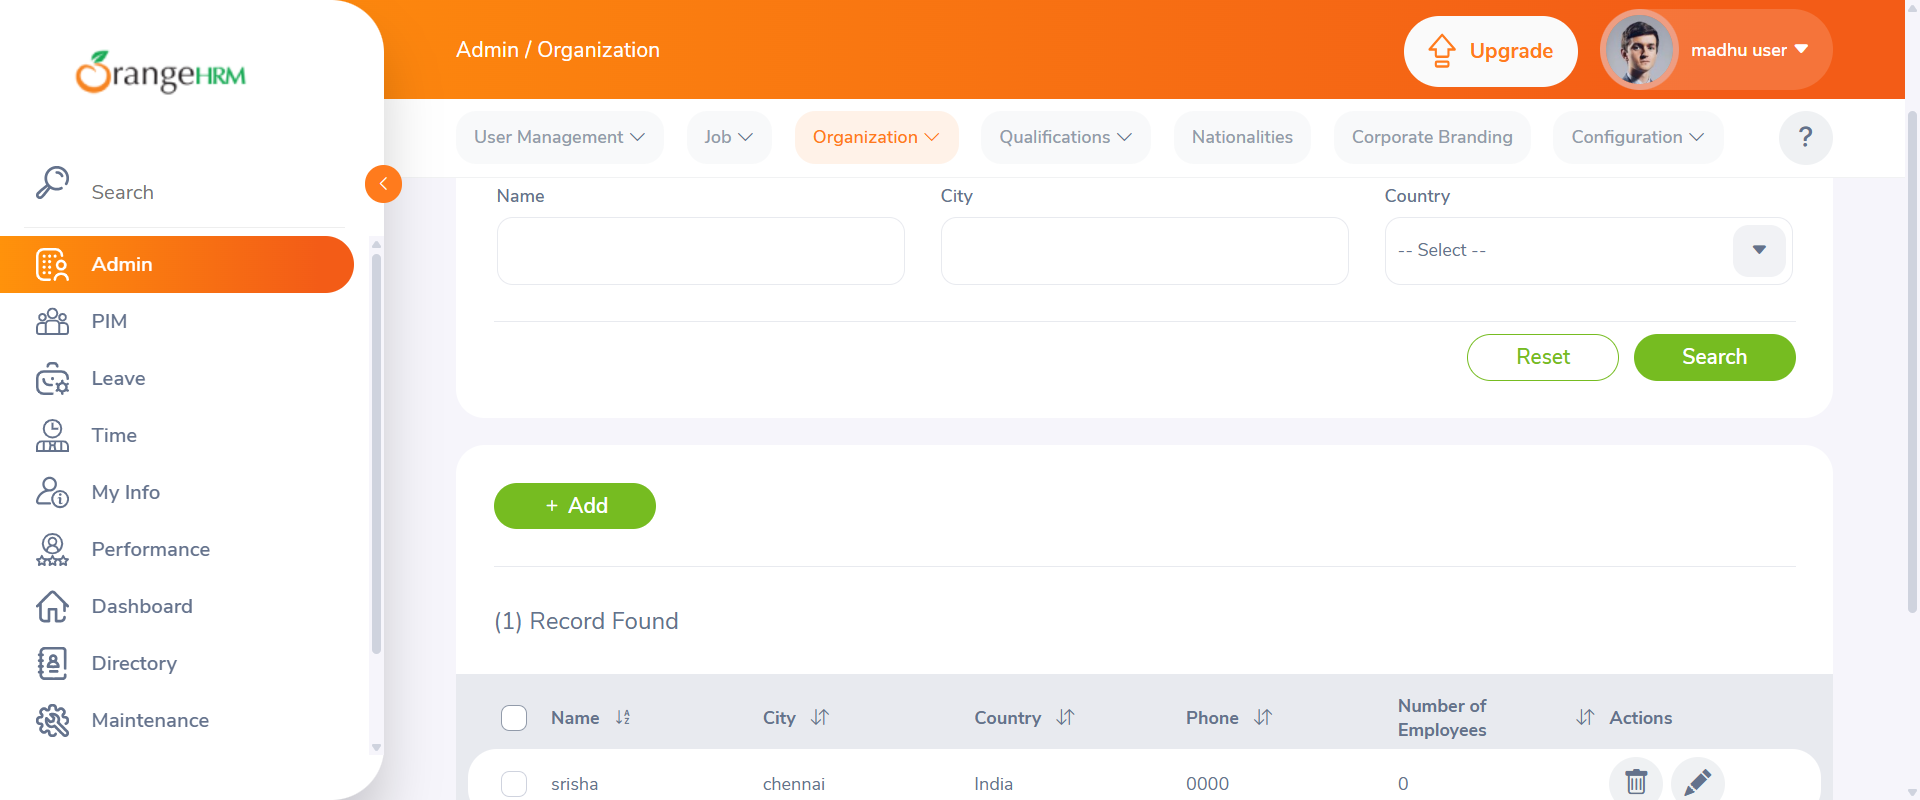 OrangeHRM
Admin / Organization
Upgrade
madhu user
User Management
Job
Organization
Qualifications
Nationalities
Corporate Branding
Configuration
?
Search
Admin
PIM
Leave
Time
My Info
Performance
Dashboard
Directory
Maintenance
Name
City
Country
-- Select --
Reset
Search
+ Add
(1) Record Found
Name
City
Country
Phone
Number of
Employees
Actions
srisha
chennai
India
0000
0